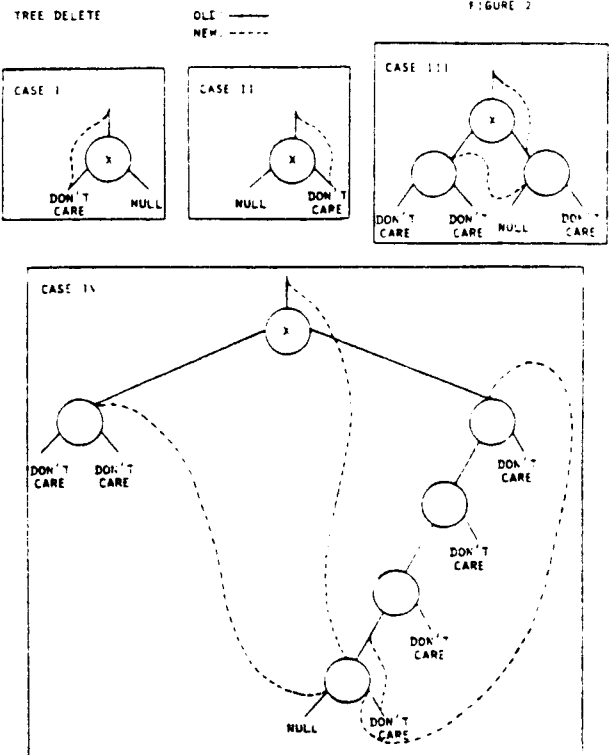 TREE DELETE
OLD:
NEW:
FIGURE 2
CASE I
X
DON'T
CARE
NULL
CASE II
X
NULL
DON'T
CARE
CASE III
X
DON'T
CARE
DON'T
CARE
NULL
DON'T
CARE
CASE IV
X
DON'T
CARE
DON'T
CARE
DON'T
CARE
DON'T
CARE
DON'T
CARE
NULL
DON'T
CARE